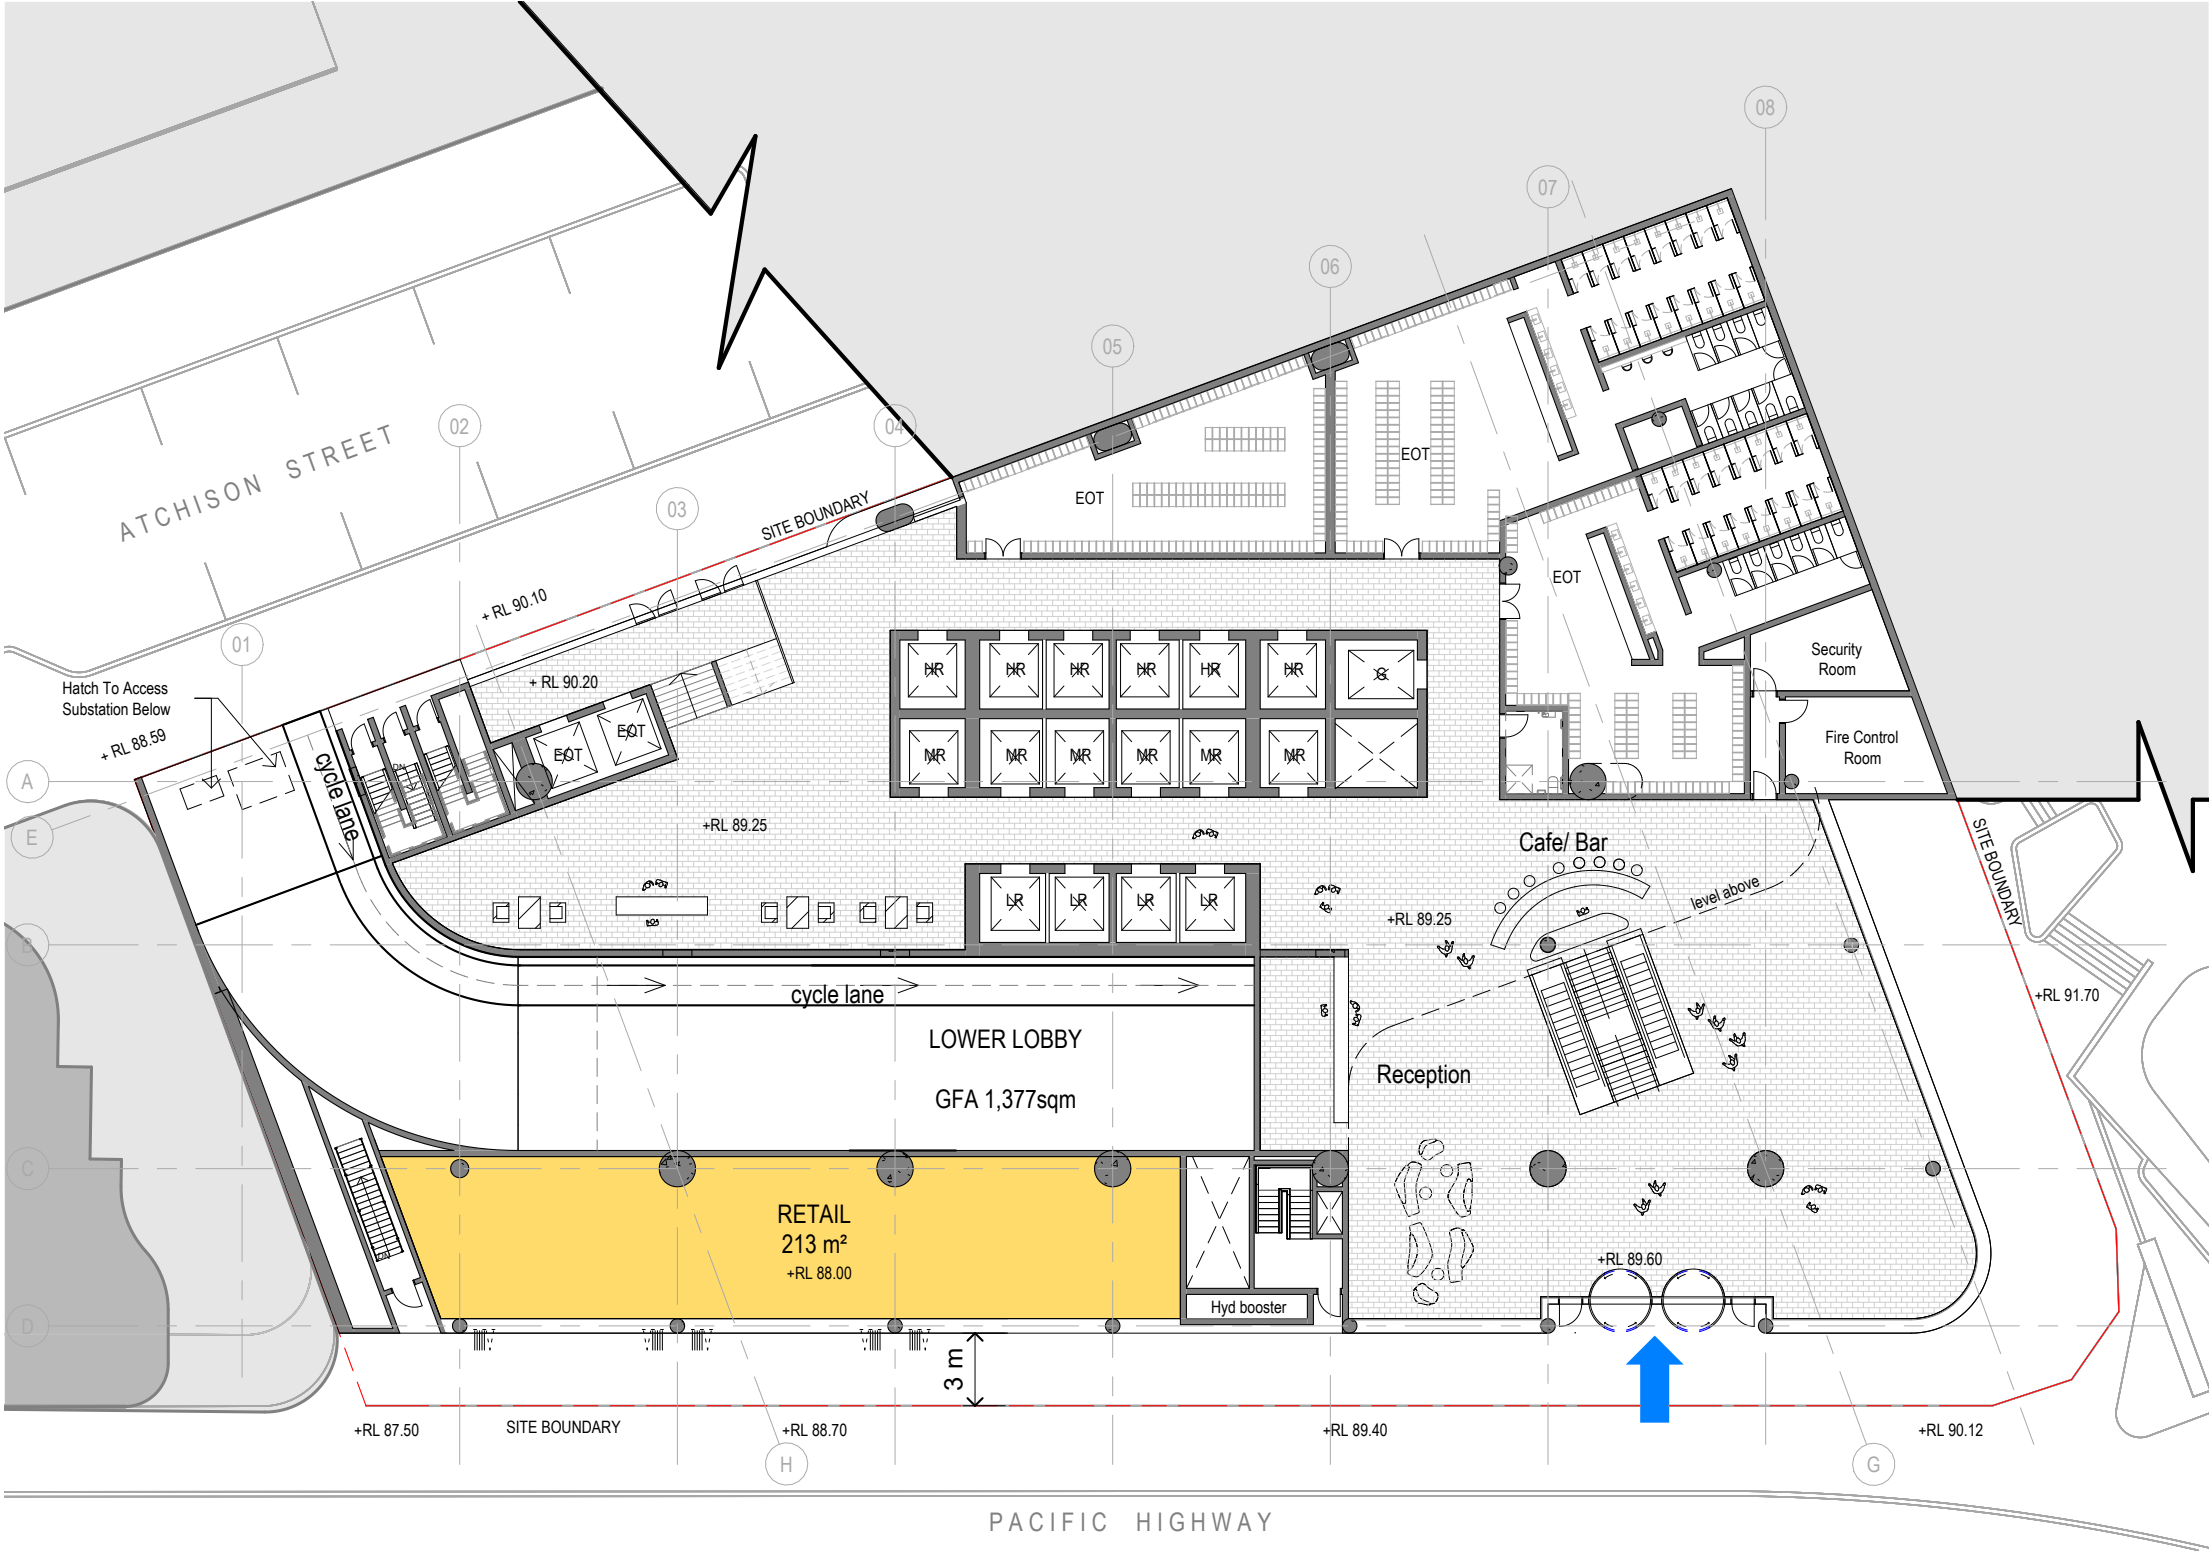 08
07
06
05
04
03
02
01
ATCHISON STREET
SITE BOUNDARY
EOT
EOT
EOT
+ RL 90.10
+ RL 90.20
Hatch To Access
Substation Below
+ RL 88.59
cycle lane
DN
EOT
EOT
HR
HR
HR
HR
HR
HR
G
MR
MR
MR
MR
MR
MR
Security
Room
Fire Control
Room
A
E
B
C
D
+RL 89.25
Cafe/ Bar
level above
SITE BOUNDARY
LR
LR
LR
LR
+RL 89.25
cycle lane
+RL 91.70
LOWER LOBBY
GFA 1,377sqm
Reception
RETAIL
213 m²
+RL 88.00
DN
Hyd booster
+RL 89.60
3 m
+RL 87.50
SITE BOUNDARY
+RL 88.70
+RL 89.40
+RL 90.12
H
G
PACIFIC HIGHWAY